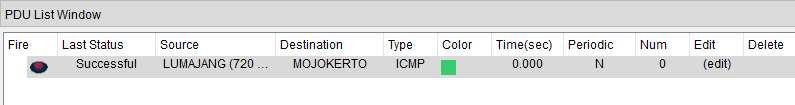 PDU List Window
Fire Last Status Source Destination Type Color Time(sec) Periodic Num Edit Delete
Successful LUMAJANG (720 ... MOJOKERTO ICMP 0.000 N 0 (edit)